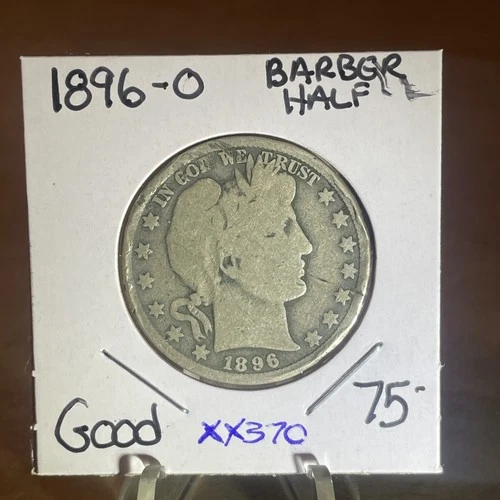 1896-O BARBER
HALF
IN GOD WE TRUST
1896
Good XX370 75-